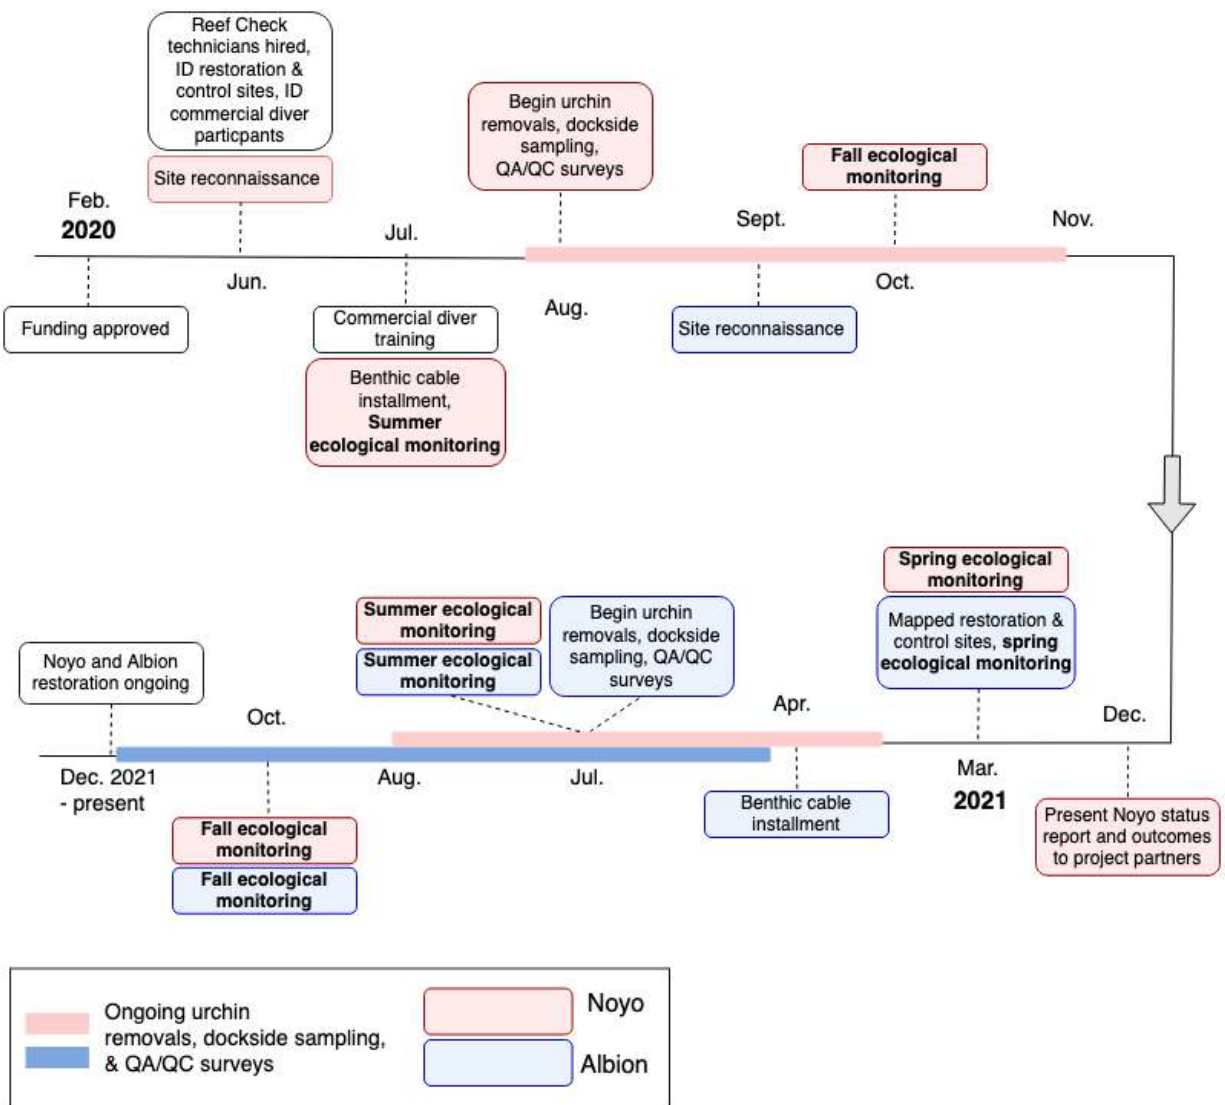 Reef Check
technicians hired,
ID restoration &
control sites, ID
commercial diver
particpants
Site reconnaissance
Feb.
2020
Jun.
Funding approved
Jul.
Commercial diver
training
Benthic cable
installment,
Summer
ecological monitoring
Begin urchin
removals, dockside
sampling,
QA/QC surveys
Aug.
Sept.
Site reconnaissance
Fall ecological
monitoring
Oct.
Nov.
Spring ecological
monitoring
Mapped restoration &
control sites, spring
ecological monitoring
Mar.
2021
Dec.
Present Noyo status
report and outcomes
to project partners
Apr.
Benthic cable
installment
Summer ecological
monitoring
Summer ecological
monitoring
Begin urchin
removals, dockside
sampling, QA/QC
surveys
Jul.
Aug.
Oct.
Fall ecological
monitoring
Fall ecological
monitoring
Noyo and Albion
restoration ongoing
Dec. 2021
- present
Ongoing urchin
removals, dockside sampling,
& QA/QC surveys
Noyo
Albion